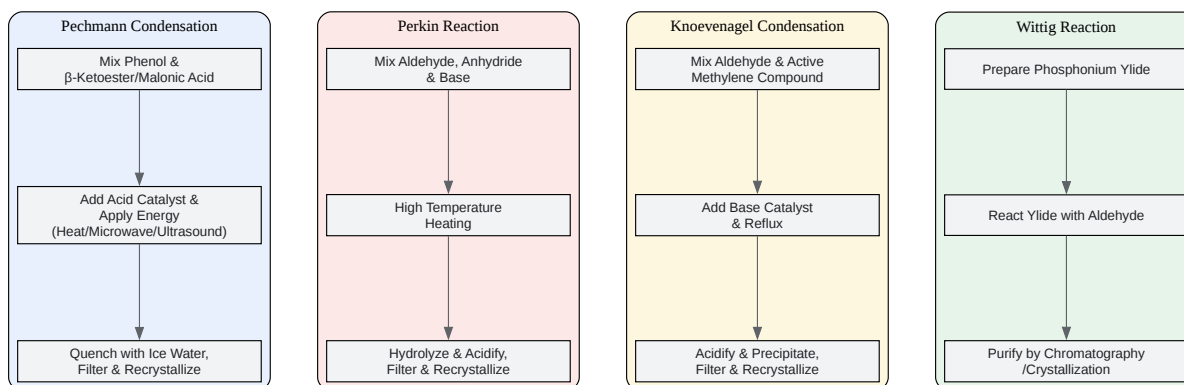 Pechmann Condensation
Mix Phenol &
β-Ketoester/Malonic Acid
Add Acid Catalyst &
Apply Energy
(Heat/Microwave/Ultrasound)
Quench with Ice Water,
Filter & Recrystallize
Perkin Reaction
Mix Aldehyde, Anhydride
& Base
High Temperature
Heating
Hydrolyze & Acidify,
Filter & Recrystallize
Knoevenagel Condensation
Mix Aldehyde & Active
Methylene Compound
Add Base Catalyst
& Reflux
Acidify & Precipitate,
Filter & Recrystallize
Wittig Reaction
Prepare Phosphonium Ylide
React Ylide with Aldehyde
Purify by Chromatography
/Crystallization